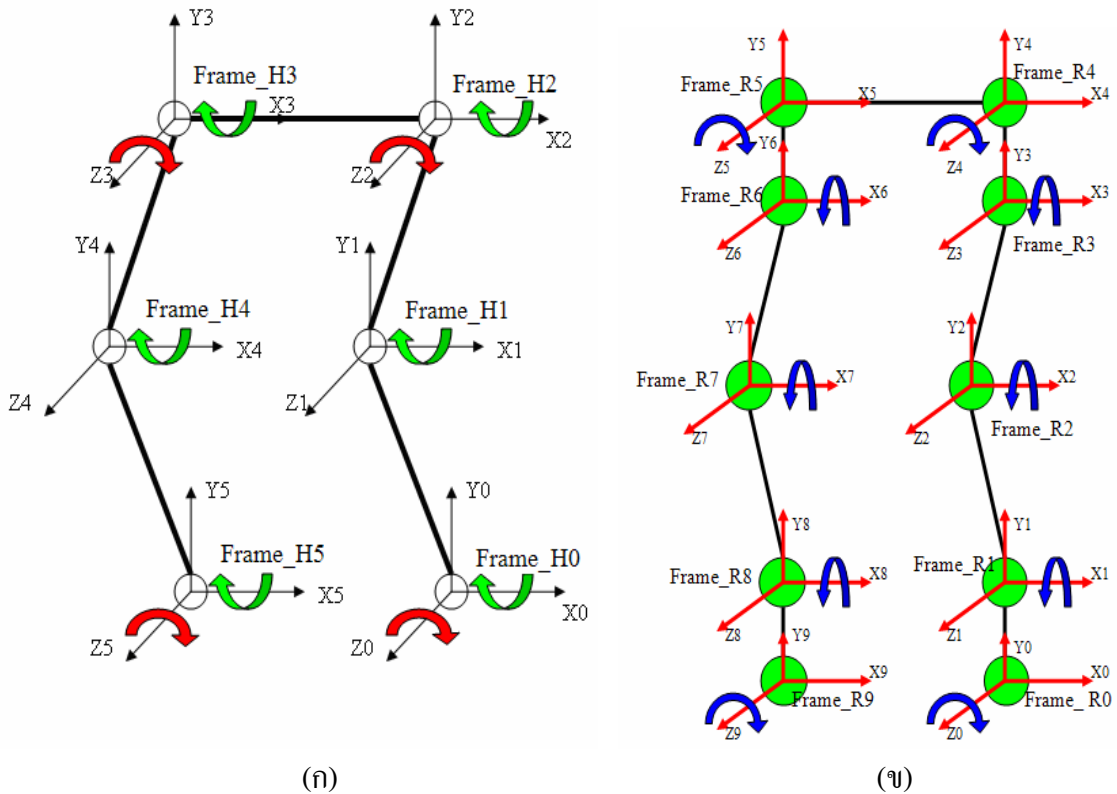 Y3
Y2
Frame_H3
Frame_H2
X3
X2
Z3
Z2
Y4
Y1
Frame_H4
Frame_H1
X4
X1
Z4
Z1
Y5
Y0
Frame_H5
Frame_H0
X5
X0
Z5
Z0
(ก)
Y5
Y4
Frame_R5
Frame_R4
X5
X4
Z5
Z4
Y6
Y3
Frame_R6
X6
X3
Frame_R3
Z6
Z3
Y7
Y2
Frame_R7
X7
X2
Frame_R2
Z7
Z2
Y8
Y1
Frame_R8
Frame_R1
X8
X1
Z8
Z1
Y9
Y0
X9
X0
Frame_R9
Frame_ R0
Z9
Z0
(ข)